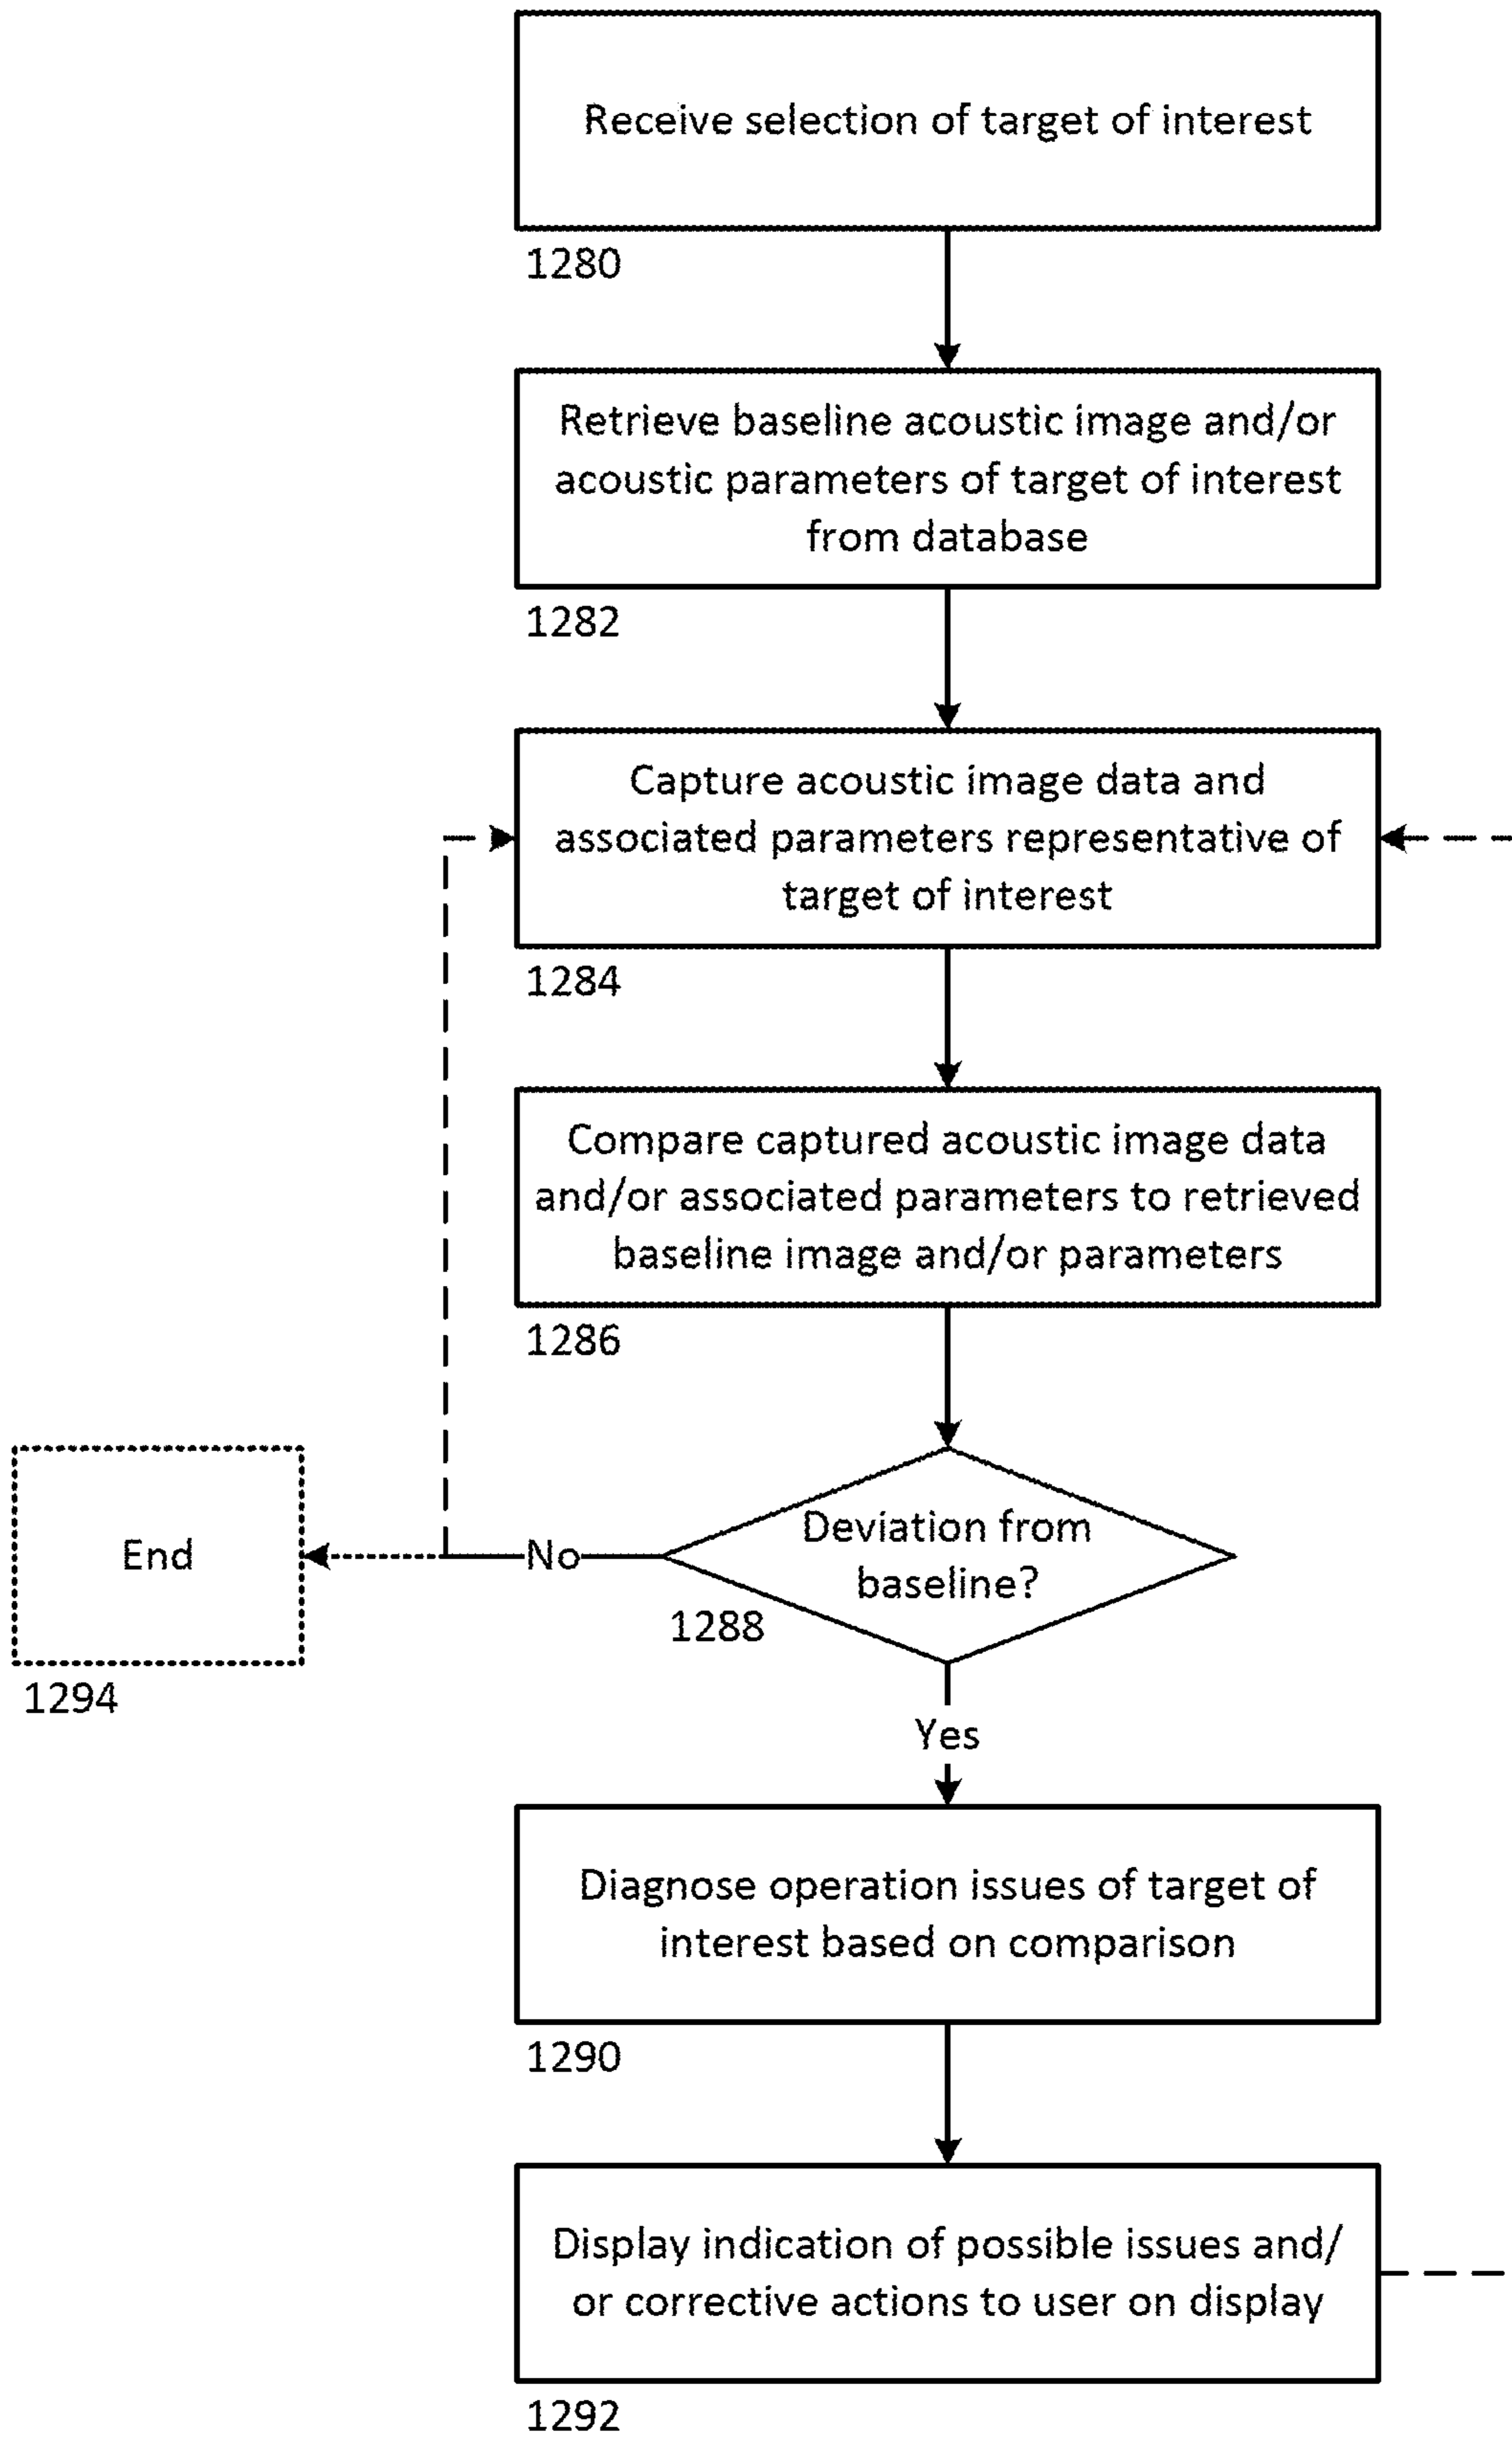 Receive selection of target of interest
1280
Retrieve baseline acoustic image and/or
acoustic parameters of target of interest
from database
1282
Capture acoustic image data and
associated parameters representative of
target of interest
1284
Compare captured acoustic image data
and/or associated parameters to retrieved
baseline image and/or parameters
1286
Deviation from
baseline?
1288
No
End
1294
Yes
Diagnose operation issues of target of
interest based on comparison
1290
Display indication of possible issues and/
or corrective actions to user on display
1292